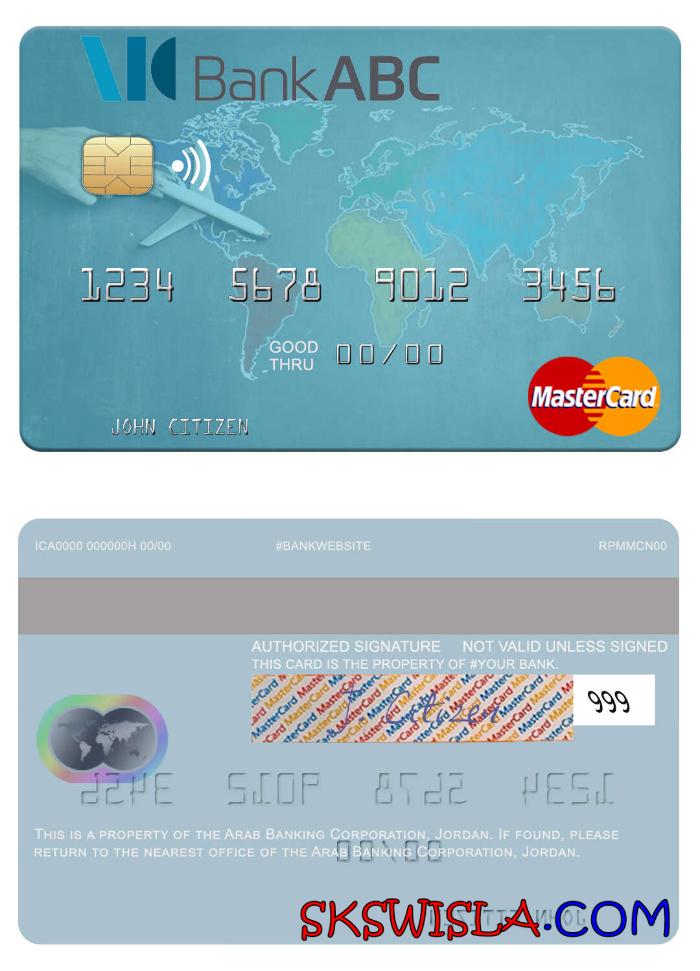 Bank ABC
1234 5678 9012 3456
GOOD THRU 00/00
MasterCard
JOHN CITIZEN
ICA0000 000000H 00/00 #BANKWEBSITE RPMMCN00
AUTHORIZED SIGNATURE NOT VALID UNLESS SIGNED
THIS CARD IS THE PROPERTY OF #YOUR BANK.
J. Citizen 999
THIS IS A PROPERTY OF THE ARAB BANKING CORPORATION, JORDAN. IF FOUND, PLEASE
RETURN TO THE NEAREST OFFICE OF THE ARAB BANKING CORPORATION, JORDAN.
SKSWISLA.COM